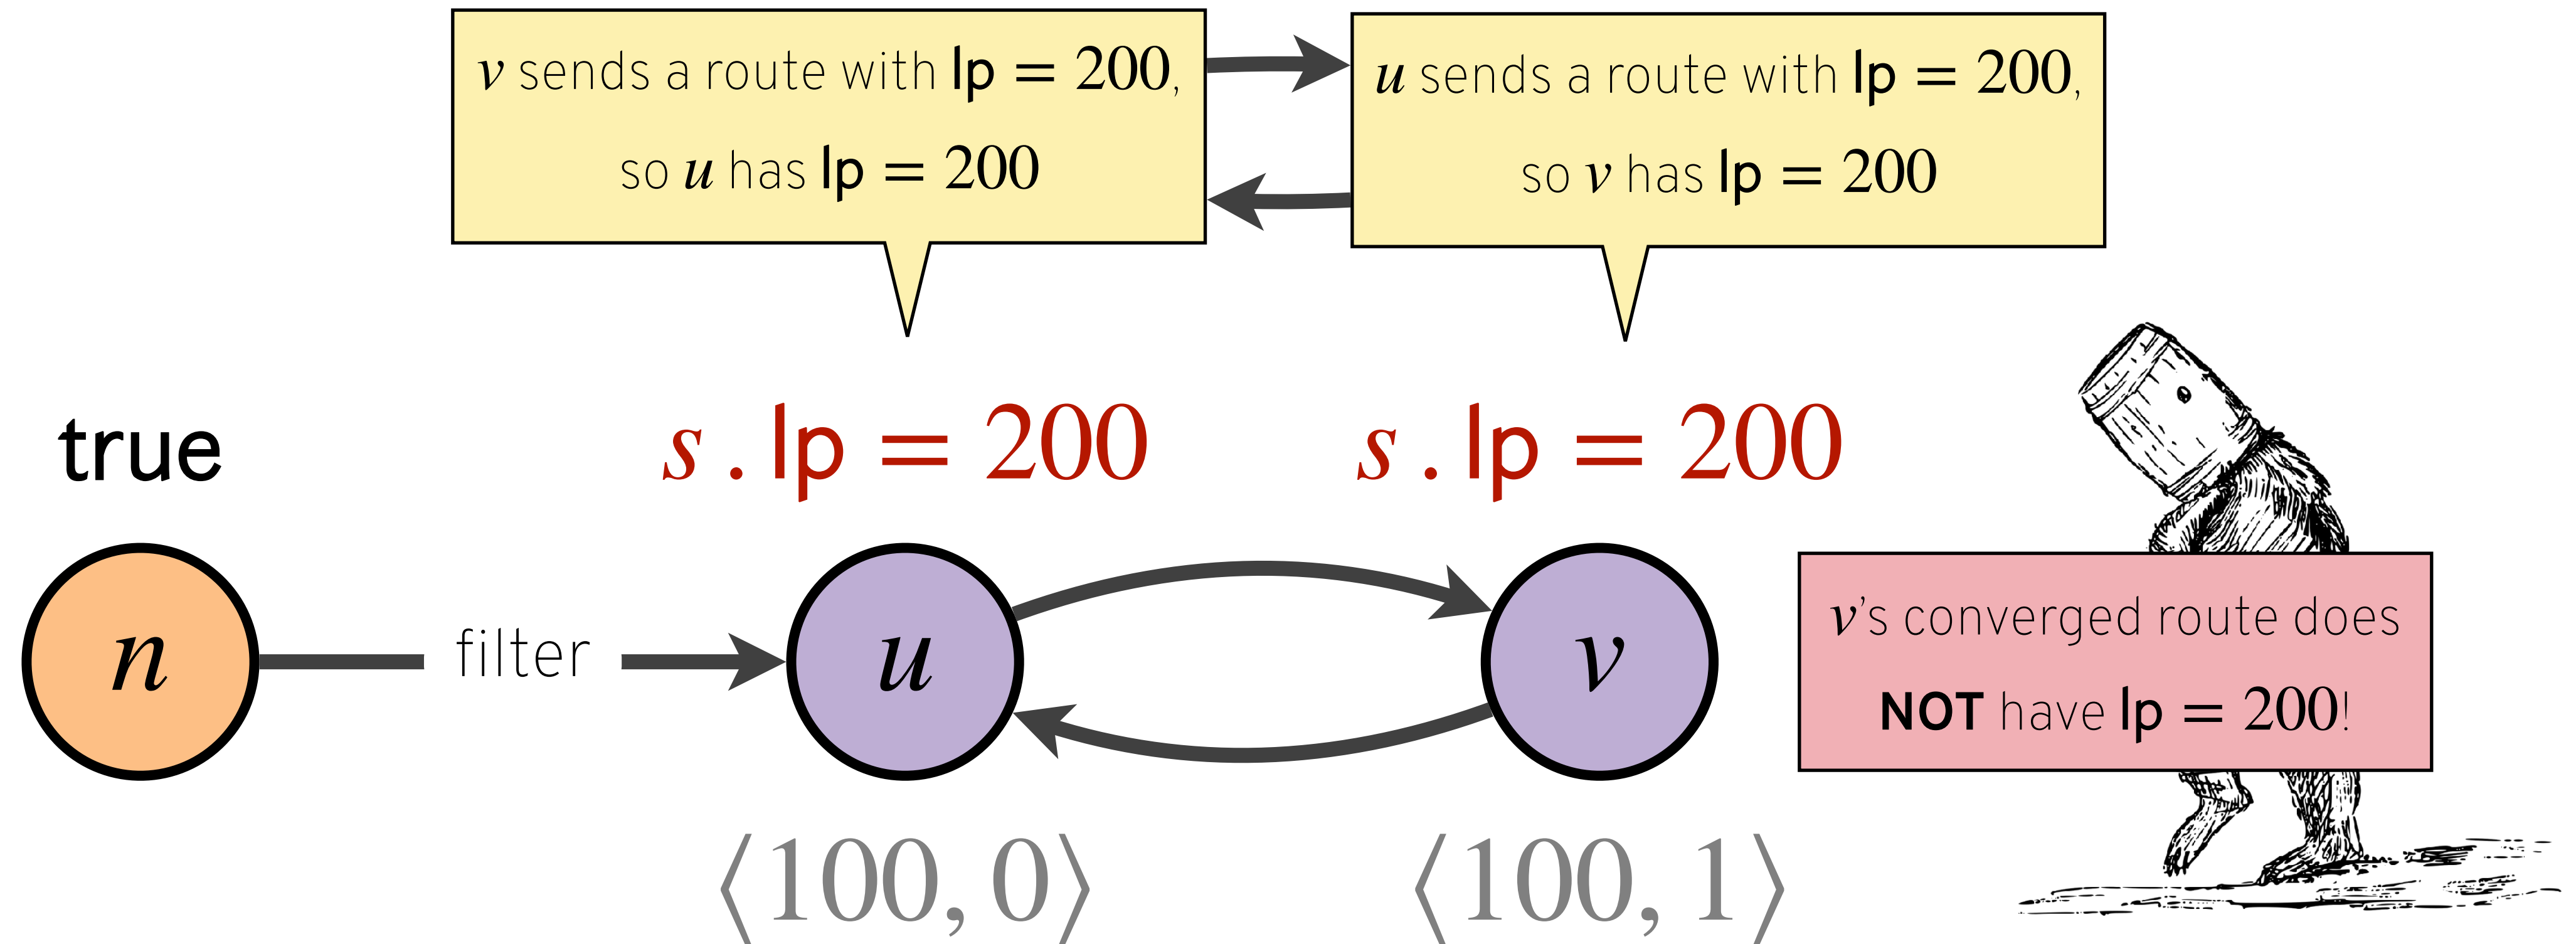 v sends a route with lp = 200,
so u has lp = 200
u sends a route with lp = 200,
so v has lp = 200
true
s . lp = 200
s . lp = 200
n
filter
u
v
v's converged route does
NOT have lp = 200!
⟨100, 0⟩
⟨100, 1⟩